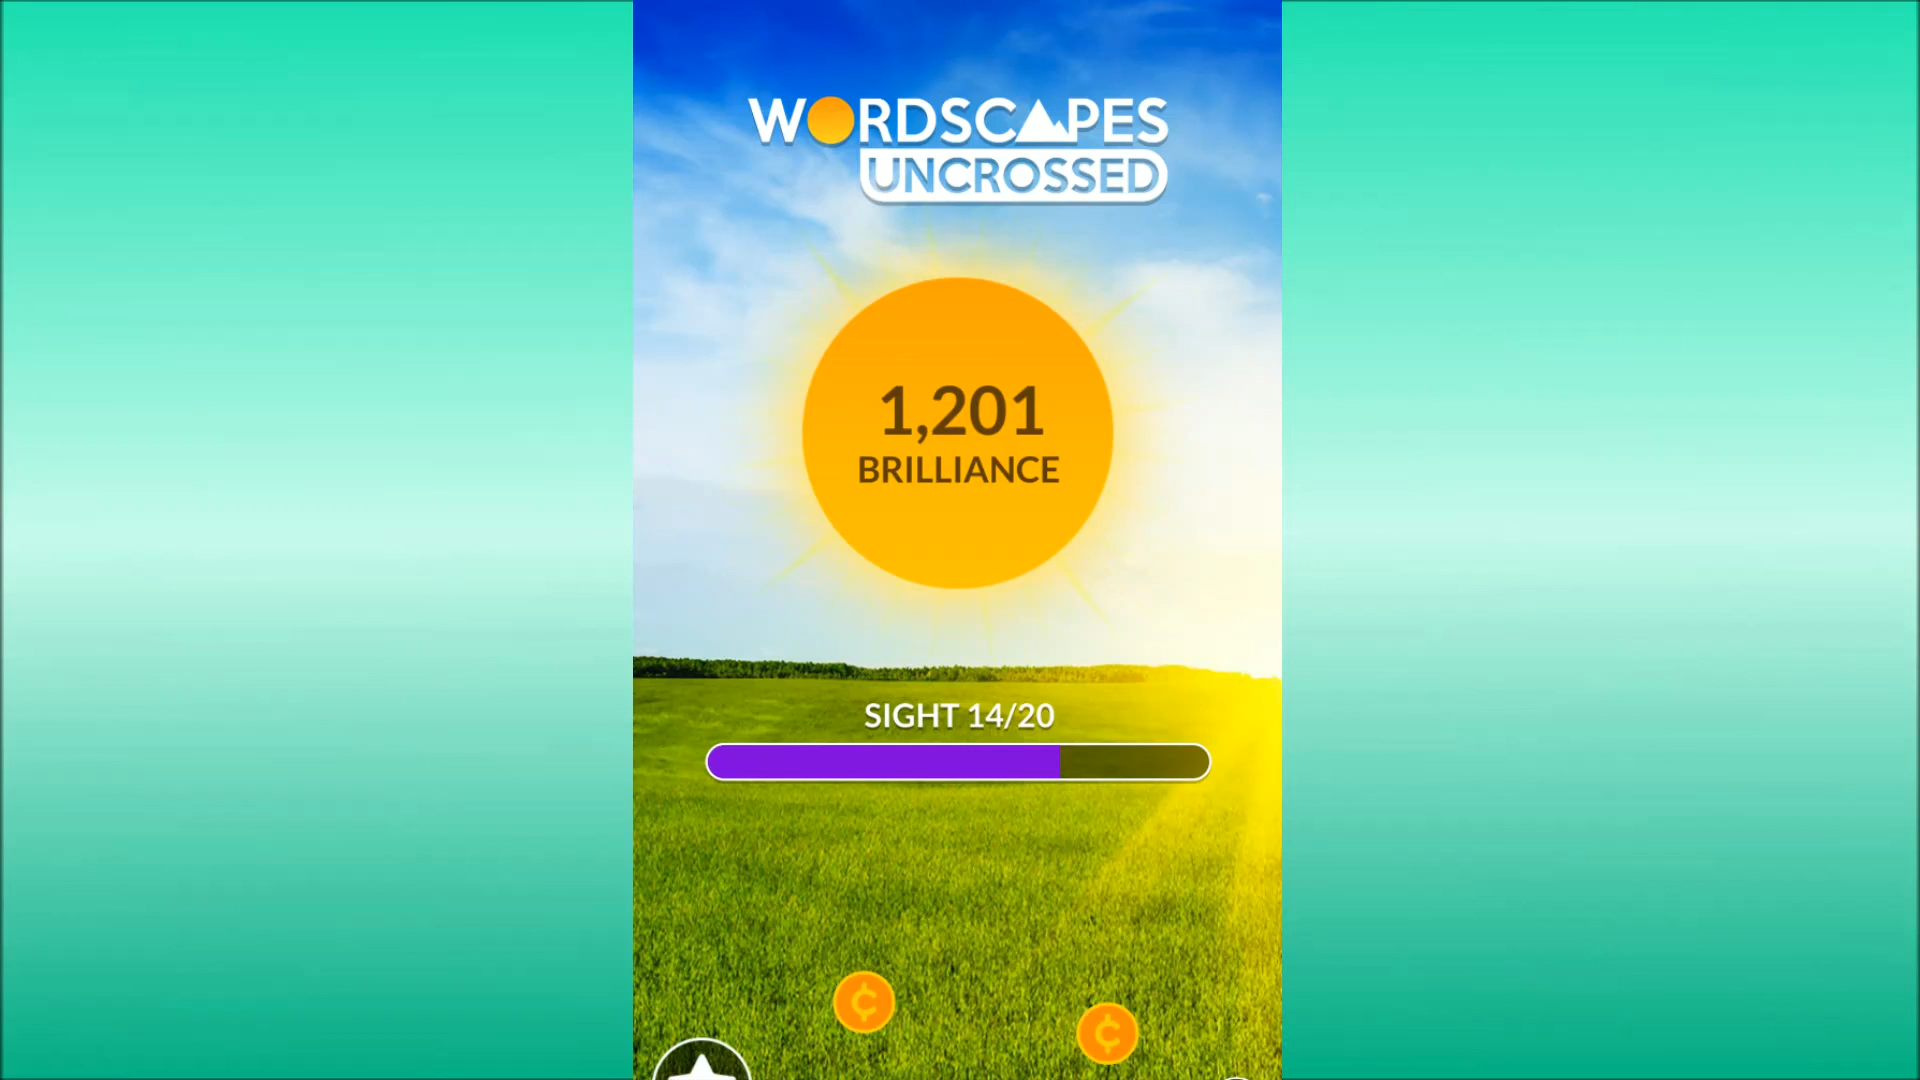 WORDSCAPES
UNCROSSED
1,201
BRILLIANCE
SIGHT 14/20
¢
¢